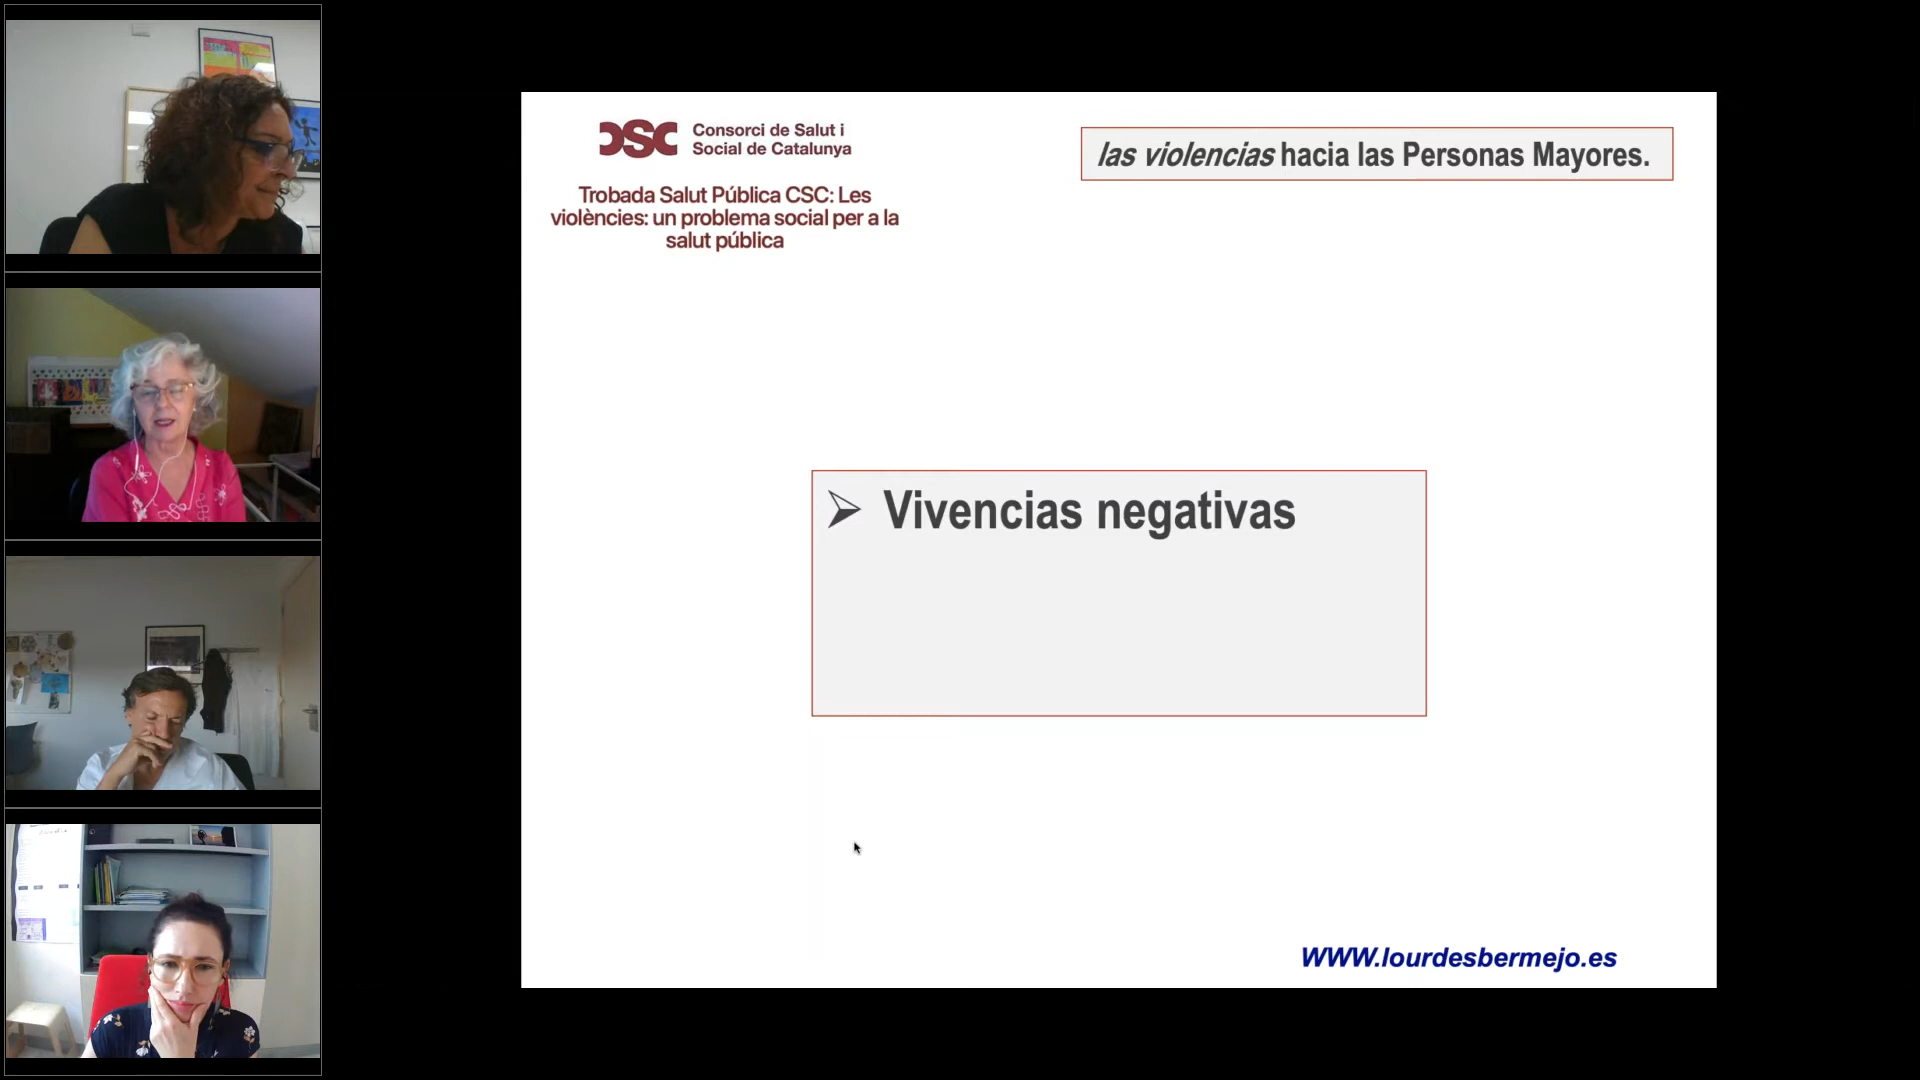 CSC Consorci de Salut i
Social de Catalunya
Trobada Salut Pública CSC: Les
violències: un problema social per a la
salut pública
las violencias hacia las Personas Mayores.
➢ Vivencias negativas
WWW.lourdesbermejo.es